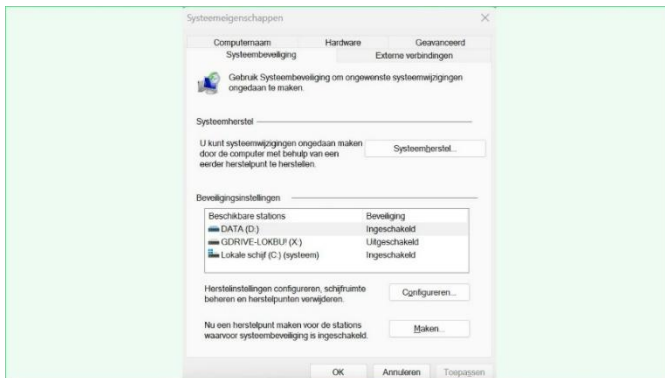 Systeemeigenschappen
Computernaam Hardware Geavanceerd
Systeembeveiliging Externe verbindingen
Gebruik Systeembeveiliging om ongewenste systeemwijzigingen
ongedaan te maken.
Systeemherstel
U kunt systeemwijzigingen ongedaan maken
door de computer met behulp van een
eerder herstelpunt te herstellen.
Systeemherstel...
Beveiligingsinstellingen
Beschikbare stations Beveiliging
DATA (D:) Ingeschakeld
GDRIVE-LOKBU! (X:) Uitgeschakeld
Lokale schijf (C:) (systeem) Ingeschakeld
Herstelinstellingen configureren, schijfruimte
beheren en herstelpunten verwijderen.
Configureren...
Nu een herstelpunt maken voor de stations
waarvoor systeembeveiliging is ingeschakeld.
Maken...
OK Annuleren Toepassen